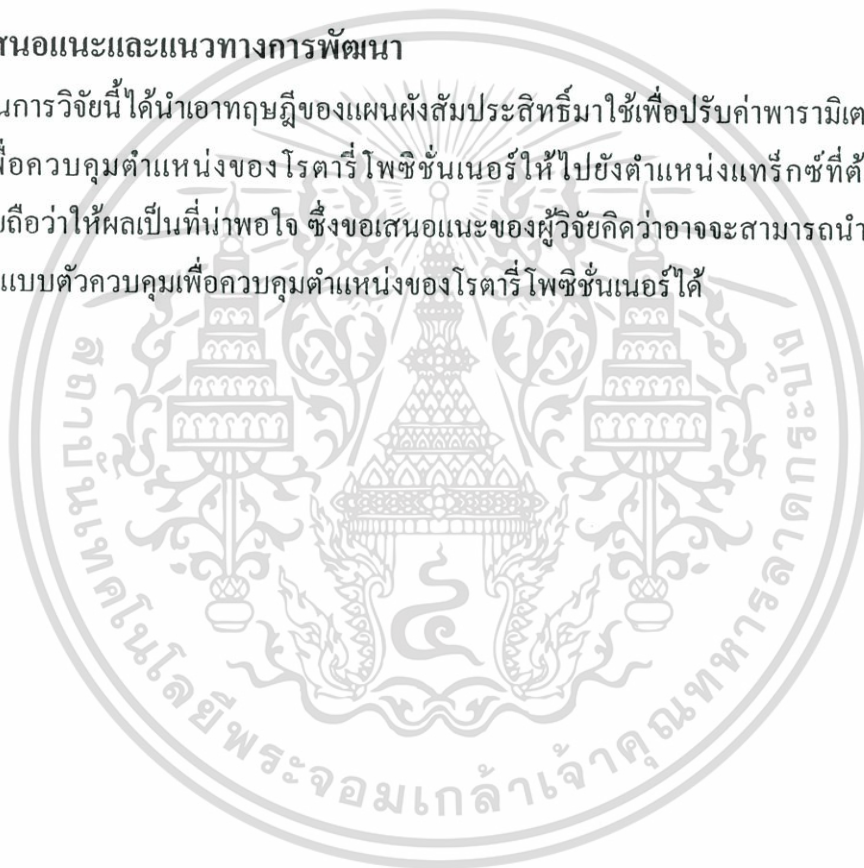 สนอแนะและแนวทางการพัฒนา
นการวิจัยนี้ได้นำเอาทฤษฎีของแผนผังสัมประสิทธิ์มาใช้เพื่อปรับค่าพารามิเต
พื่อควบคุมตำแหน่งของโรตารี่โพซิชั่นเนอร์ให้ไปยังตำแหน่งแทร็กซ์ที่ต้
ยถือว่าให้ผลเป็นที่น่าพอใจ ซึ่งขอเสนอแนะของผู้วิจัยคิดว่าอาจจะสามารถนำ
แบบตัวควบคุมเพื่อควบคุมตำแหน่งของโรตารี่โพซิชั่นเนอร์ได้
สถาบันเทคโนโลยีพระจอมเกล้าเจ้าคุณทหารลาดกระบัง